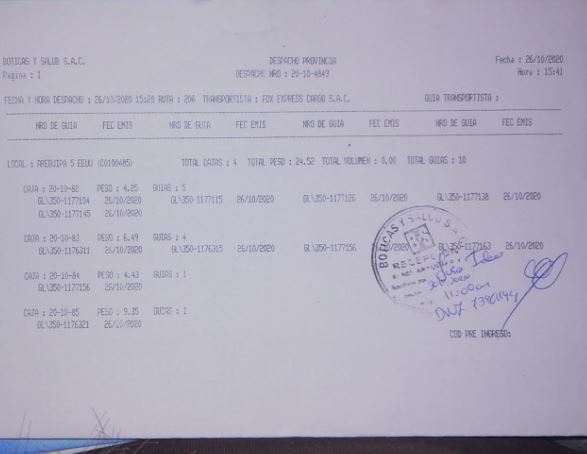 BOTICAS Y SALUD S.A.C. DESPACHO PROVINCIA Fecha : 26/10/2020
Pagina : 1 DESPACHO NRO : 20-10-4849 Hora : 15:41
FECHA Y HORA DESPACHO : 26/10/2020 15:28 RUTA : 206 TRANSPORTISTA : FOX EXPRESS CARGO S.A.C. GUIA TRANSPORTISTA :
NRO DE GUIA FEC EMIS NRO DE GUIA FEC EMIS NRO DE GUIA FEC EMIS NRO DE GUIA FEC EMIS
LOCAL : AREQUIPA 5 EEUU (C0100485) TOTAL CAJAS : 4 TOTAL PESO : 24.52 TOTAL VOLUMEN : 0.00 TOTAL GUIAS : 10
CAJA : 20-10-82 PESO : 4.25 GUIAS : 5
GL\350-1177104 26/10/2020 GL\350-1177115 26/10/2020 GL\350-1177126 26/10/2020 GL\350-1177138 26/10/2020
GL\350-1177145 26/10/2020
CAJA : 20-10-83 PESO : 6.49 GUIAS : 4
GL\350-1176311 26/10/2020 GL\350-1176315 26/10/2020 GL\350-1177156 /2020 GL\350-1177163 26/10/2020
CAJA : 20-10-84 PESO : 4.43 GUIAS : 1
GL\350-1177156 26/10/2020
CAJA : 20-10-85 PESO : 9.35 GUIAS : 1
GL\350-1176321 26/10/2020
BOTICAS Y SALUD S.A.C.
11:00am
COD PRE INGRESO: